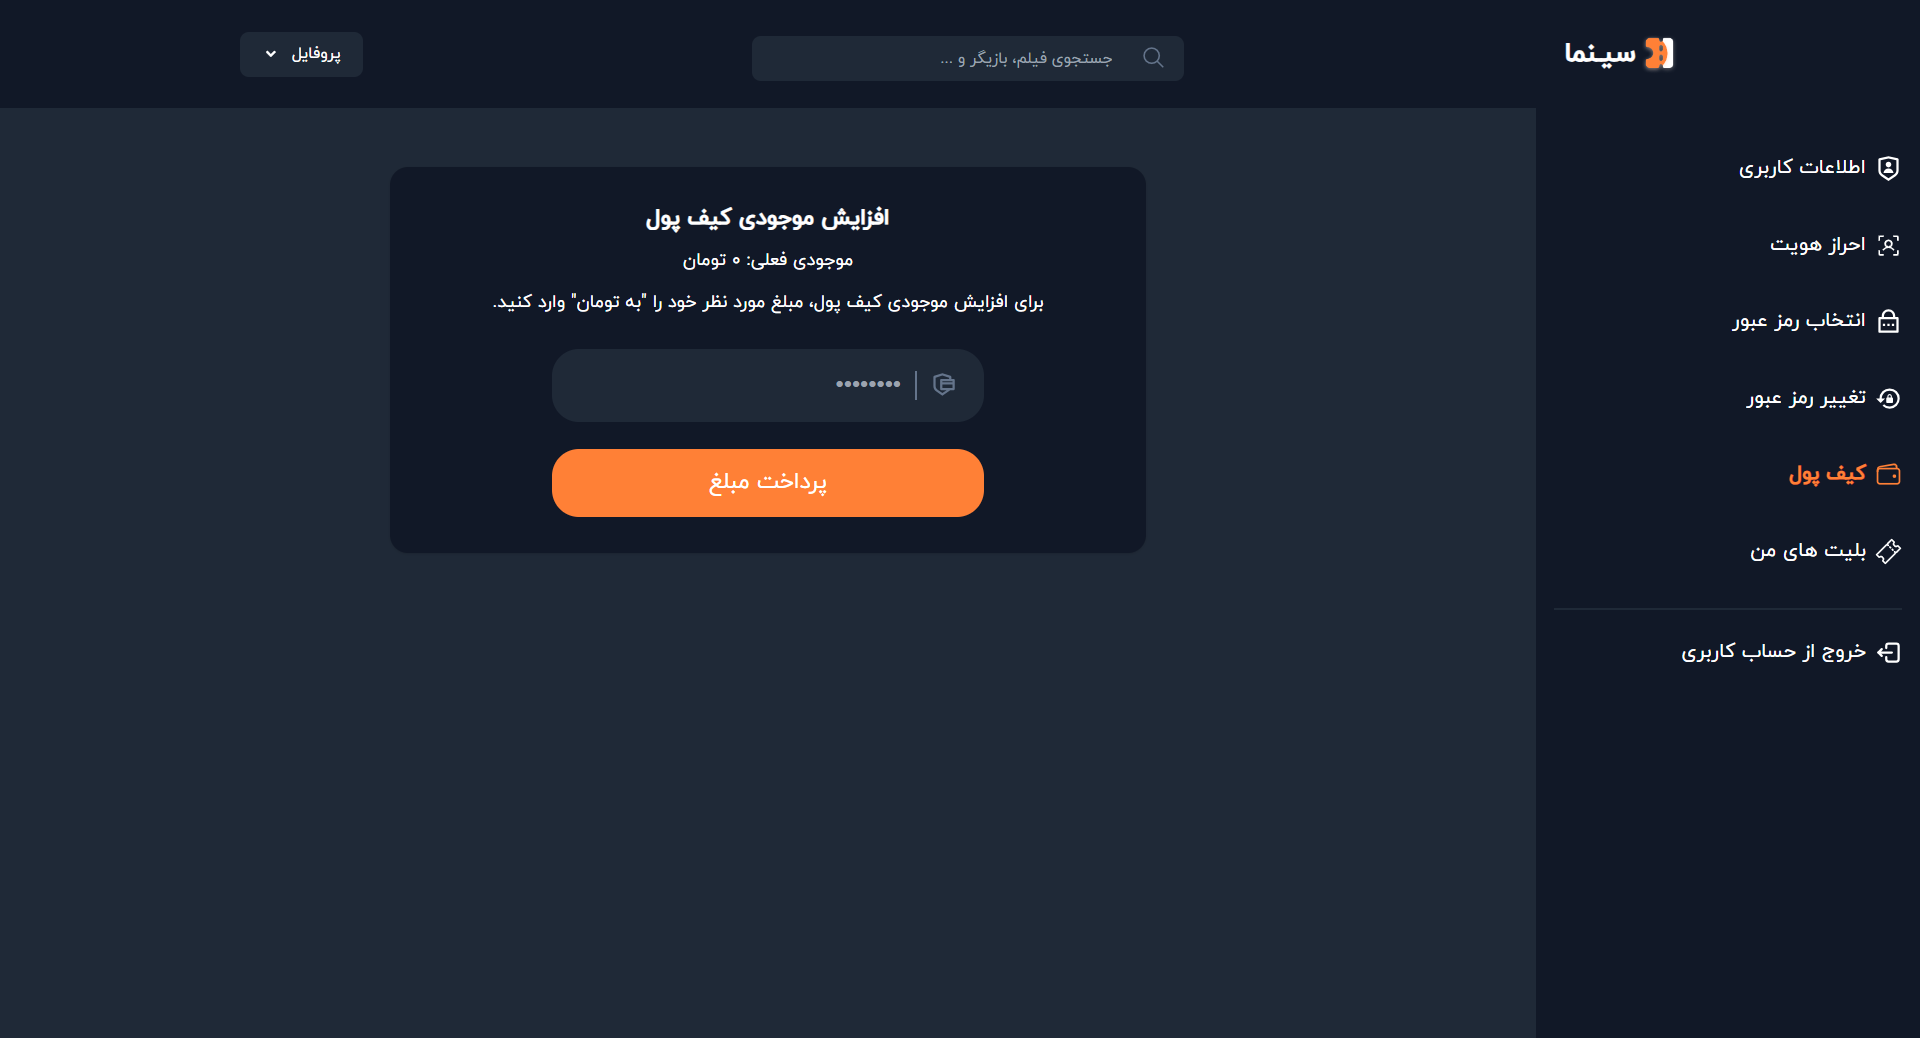 سینما
جستجوی فیلم، بازیگر و ...
پروفایل
اطلاعات کاربری
احراز هویت
انتخاب رمز عبور
تغییر رمز عبور
کیف پول
بلیت های من
خروج از حساب کاربری
افزایش موجودی کیف پول
موجودی فعلی: ۰ تومان
برای افزایش موجودی کیف پول، مبلغ مورد نظر خود را "به تومان" وارد کنید.
••••••••
پرداخت مبلغ